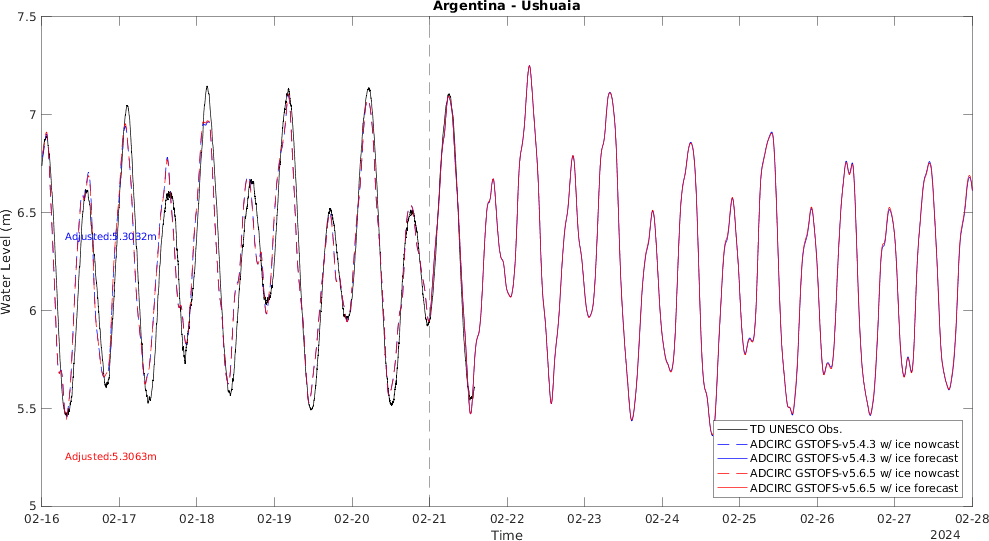 Argentina - Ushuaia
7.5
7
6.5
6
5.5
5
Water Level (m)
Adjusted:5.3032m
Adjusted:5.3063m
TD UNESCO Obs.
ADCIRC GSTOFS-v5.4.3 w/ ice nowcast
ADCIRC GSTOFS-v5.4.3 w/ ice forecast
ADCIRC GSTOFS-v5.6.5 w/ ice nowcast
ADCIRC GSTOFS-v5.6.5 w/ ice forecast
02-16 02-17 02-18 02-19 02-20 02-21 02-22 02-23 02-24 02-25 02-26 02-27 02-28
Time
2024